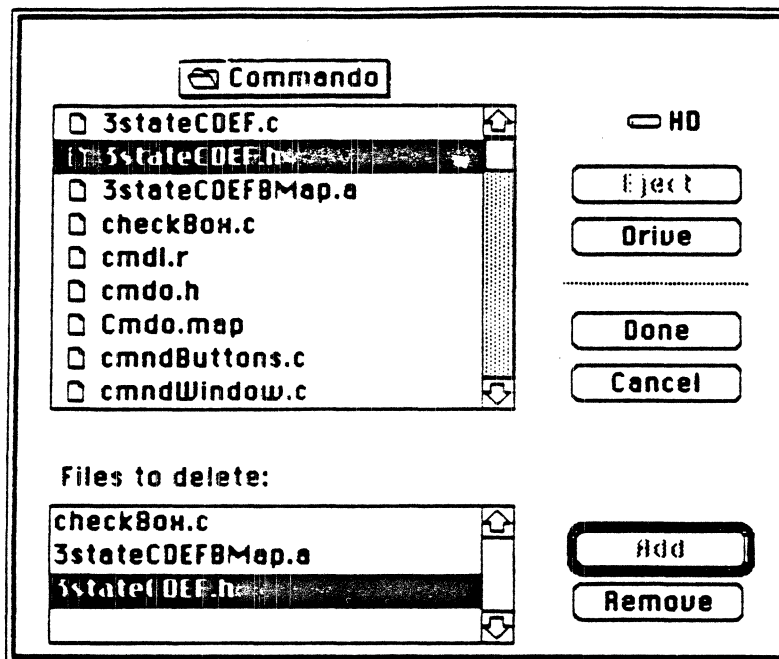 Commando
3stateCDEF.c
3stateCDEF.h
3stateCDEFBMap.a
checkBox.c
cmdl.r
cmdo.h
Cmdo.map
cmndButtons.c
cmndWindow.c
HD
Eject
Drive
Done
Cancel
Files to delete:
checkBox.c
3stateCDEFBMap.a
3stateCDEF.h
Add
Remove